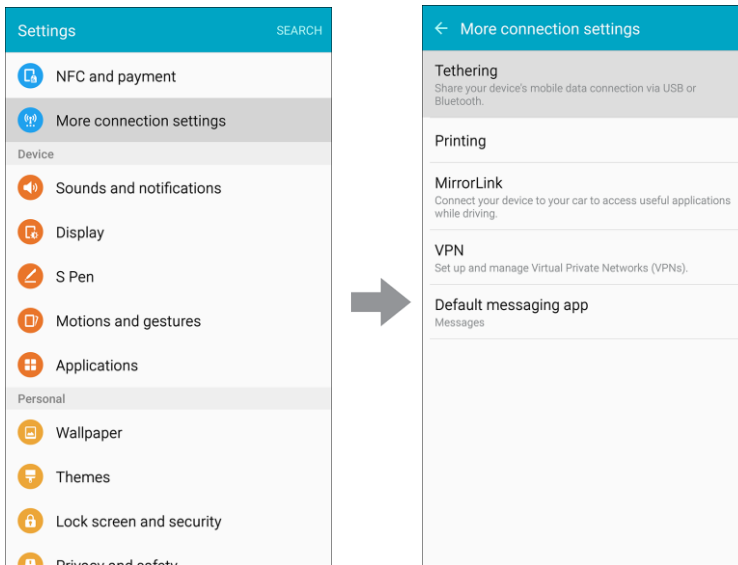 Settings
SEARCH
NFC and payment
More connection settings
Device
Sounds and notifications
Display
S Pen
Motions and gestures
Applications
Personal
Wallpaper
Themes
Lock screen and security
Privacy and safety
More connection settings
Tethering
Share your device's mobile data connection via USB or
Bluetooth.
Printing
MirrorLink
Connect your device to your car to access useful applications
while driving.
VPN
Set up and manage Virtual Private Networks (VPNs).
Default messaging app
Messages